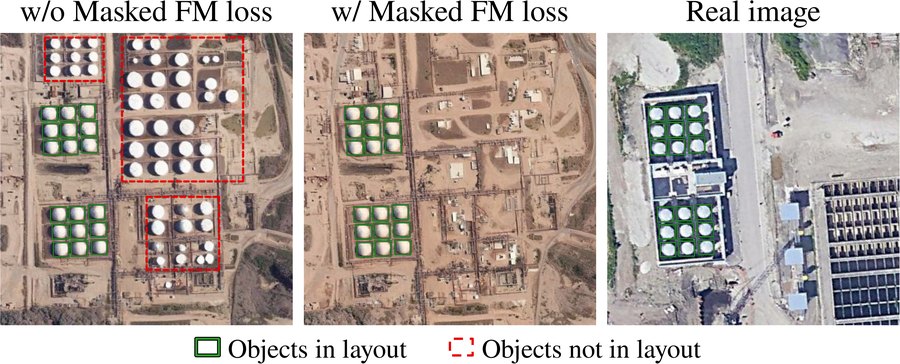 w/o Masked FM loss
w/ Masked FM loss
Real image
Objects in layout
Objects not in layout